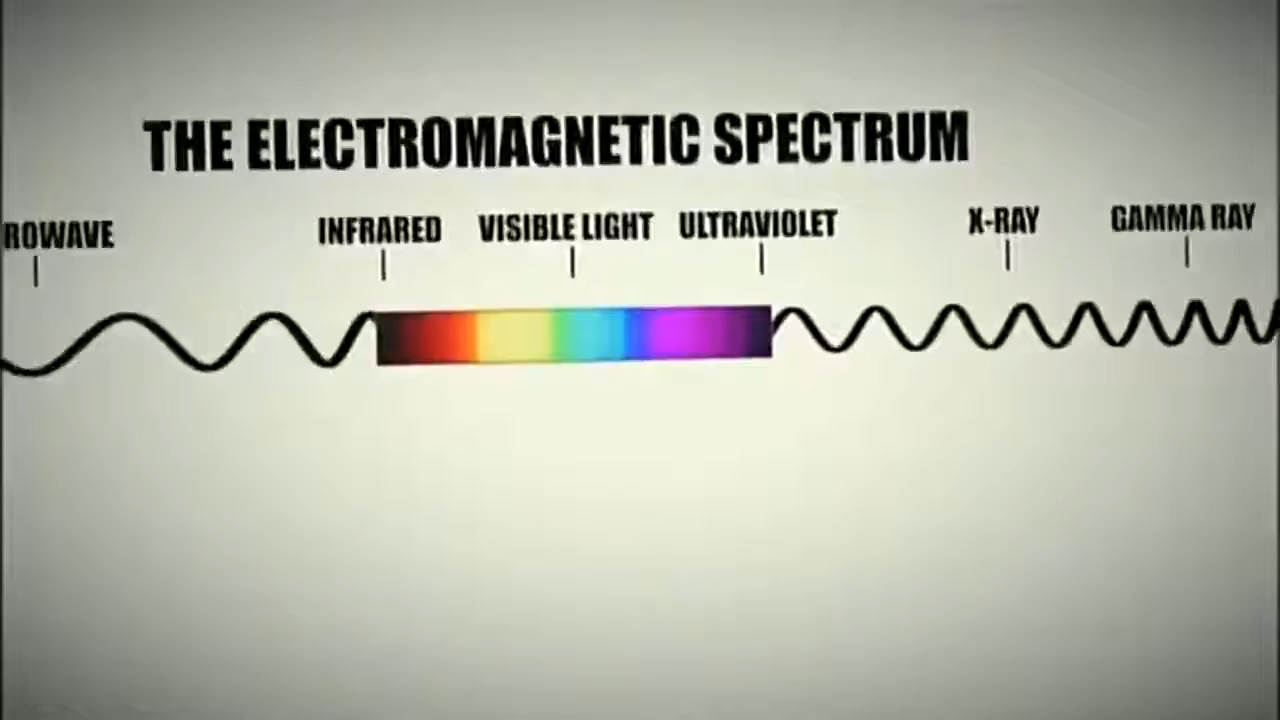 THE ELECTROMAGNETIC SPECTRUM
ROWAVE INFRARED VISIBLE LIGHT ULTRAVIOLET X-RAY GAMMA RAY